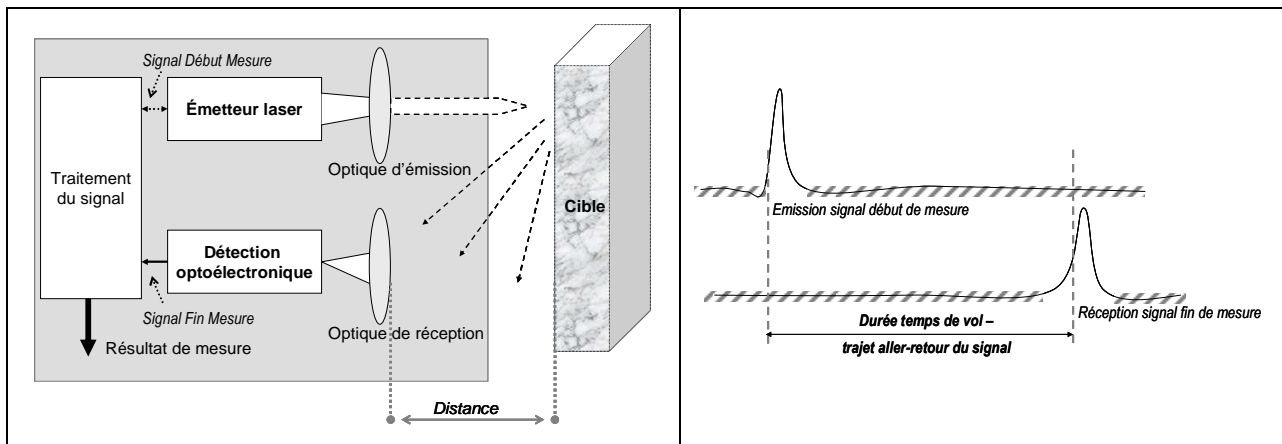 Signal Début Mesure
Émetteur laser
Optique d'émission
Traitement
du signal
Cible
Détection
optoélectronique
Signal Fin Mesure
Optique de réception
Résultat de mesure
Distance
Emission signal début de mesure
Réception signal fin de mesure
Durée temps de vol –
trajet aller-retour du signal